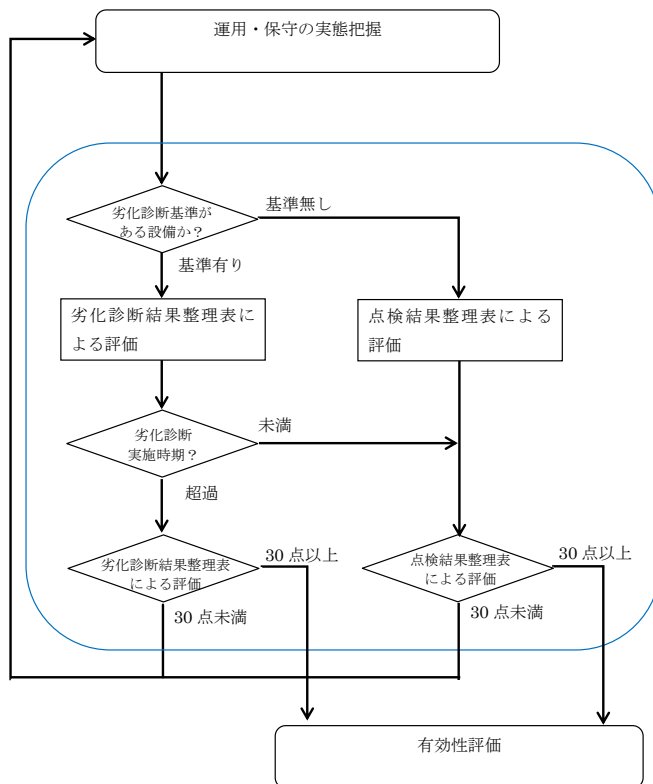 運用・保守の実態把握
劣化診断基準が
ある設備か？
基準無し
基準有り
劣化診断結果整理表に
よる評価
点検結果整理表による
評価
劣化診断
実施時期？
未満
超過
劣化診断結果整理表
による評価
30 点以上
点検結果整理表
による評価
30 点以上
30 点未満
30 点未満
有効性評価